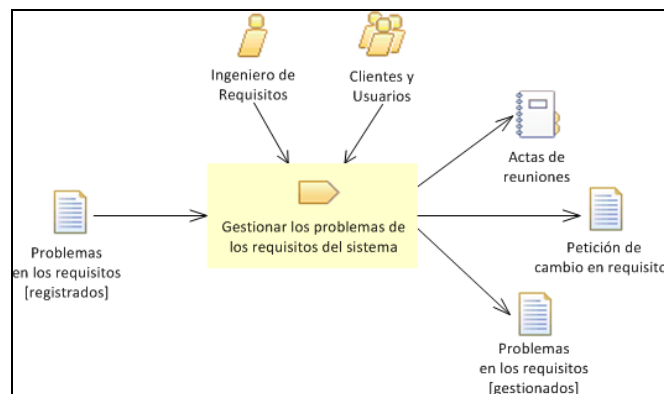 Ingeniero de
Requisitos
Clientes y
Usuarios
Actas de
reuniones
Gestionar los problemas de
los requisitos del sistema
Problemas
en los requisitos
[registrados]
Petición de
cambio en requisito
Problemas
en los requisitos
[gestionados]